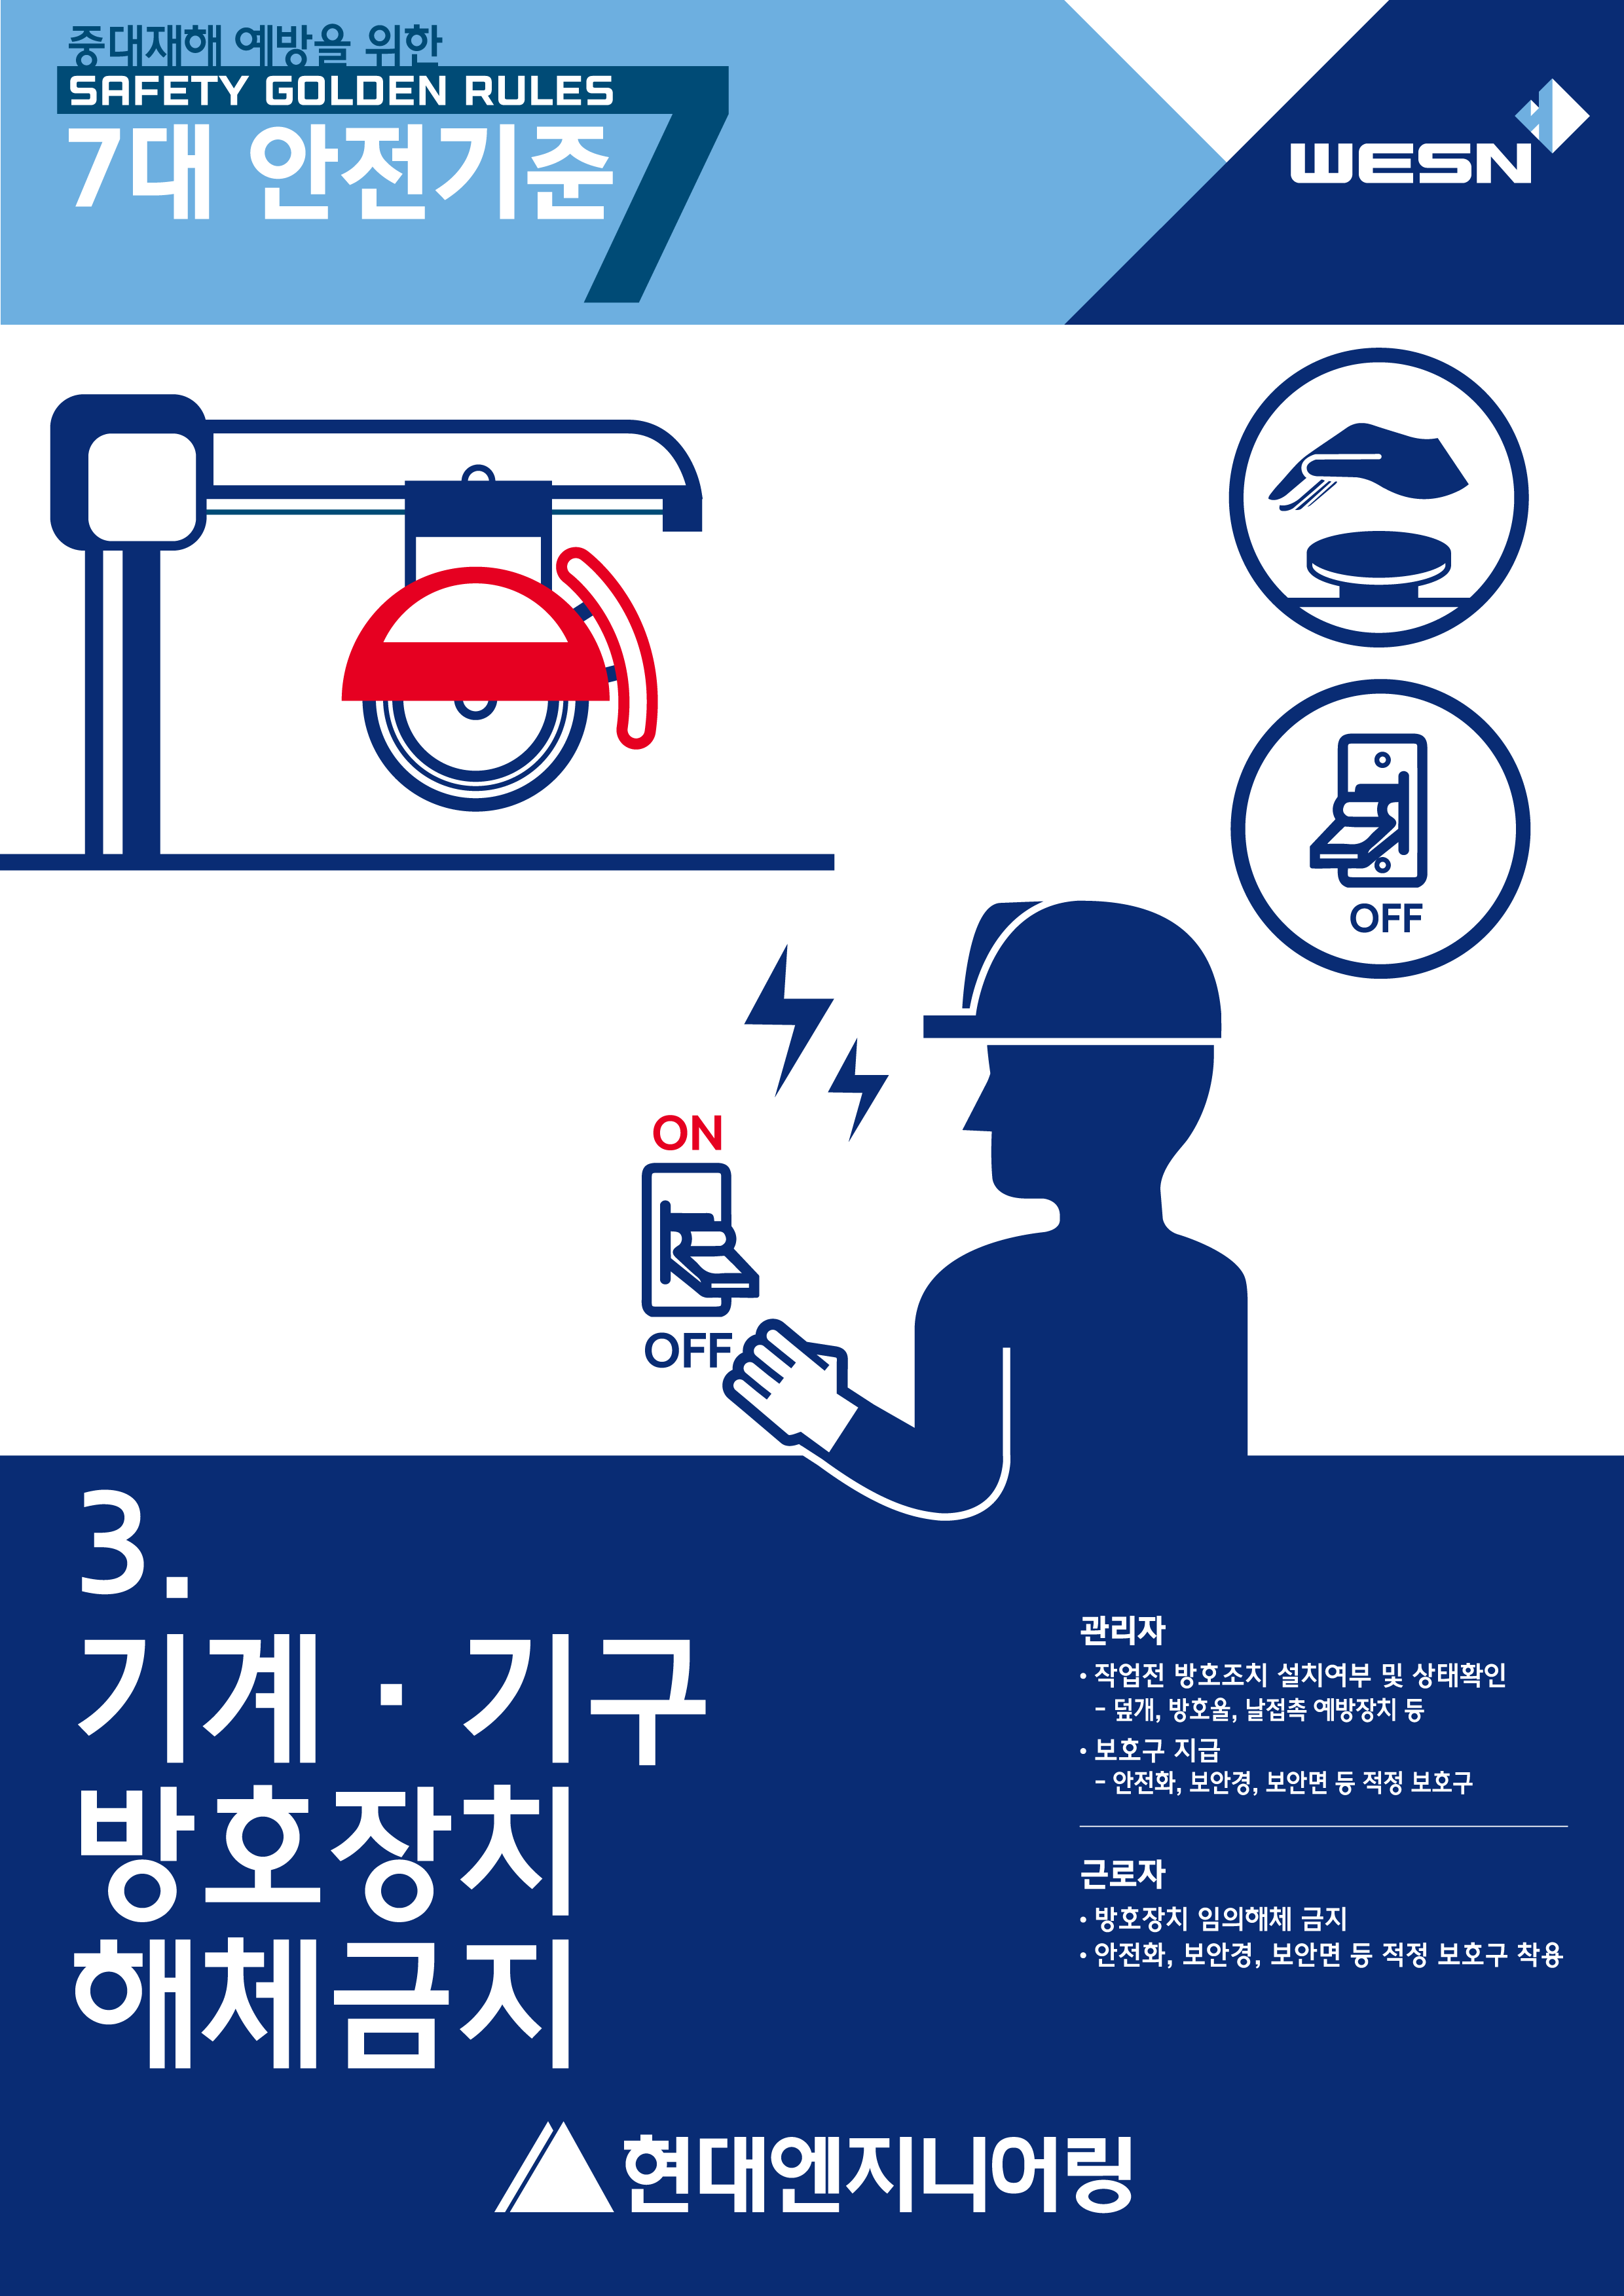 중대재해 예방을 위한
SAFETY GOLDEN RULES
7대 안전기준
7
WESN
OFF
ON
OFF
3.
기계 · 기구
방호장치
해체금지
관리자
• 작업전 방호조치 설치여부 및 상태확인
- 덮개, 방호울, 날접촉 예방장치 등
• 보호구 지급
- 안전화, 보안경, 보안면 등 적정 보호구
근로자
• 방호장치 임의해체 금지
• 안전화, 보안경, 보안면 등 적정 보호구 착용
현대엔지니어링